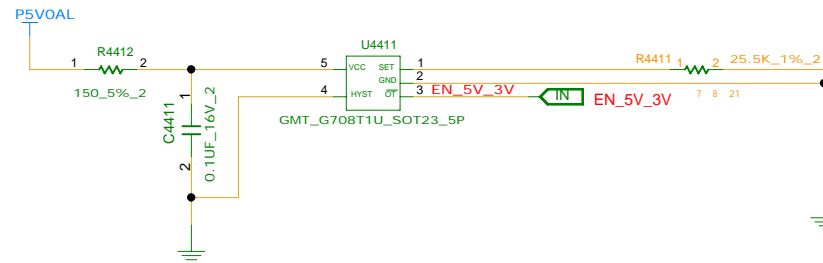 P5V0AL
R4412
1 2
150_5%_2
1
C4411
0.1UF_16V_2
2
U4411
5 VCC SET 1
GND 2
4 HYST OT 3
GMT_G708T1U_SOT23_5P
EN_5V_3V
IN
EN_5V_3V
R4411 1 2 25.5K_1%_2
7 8 21